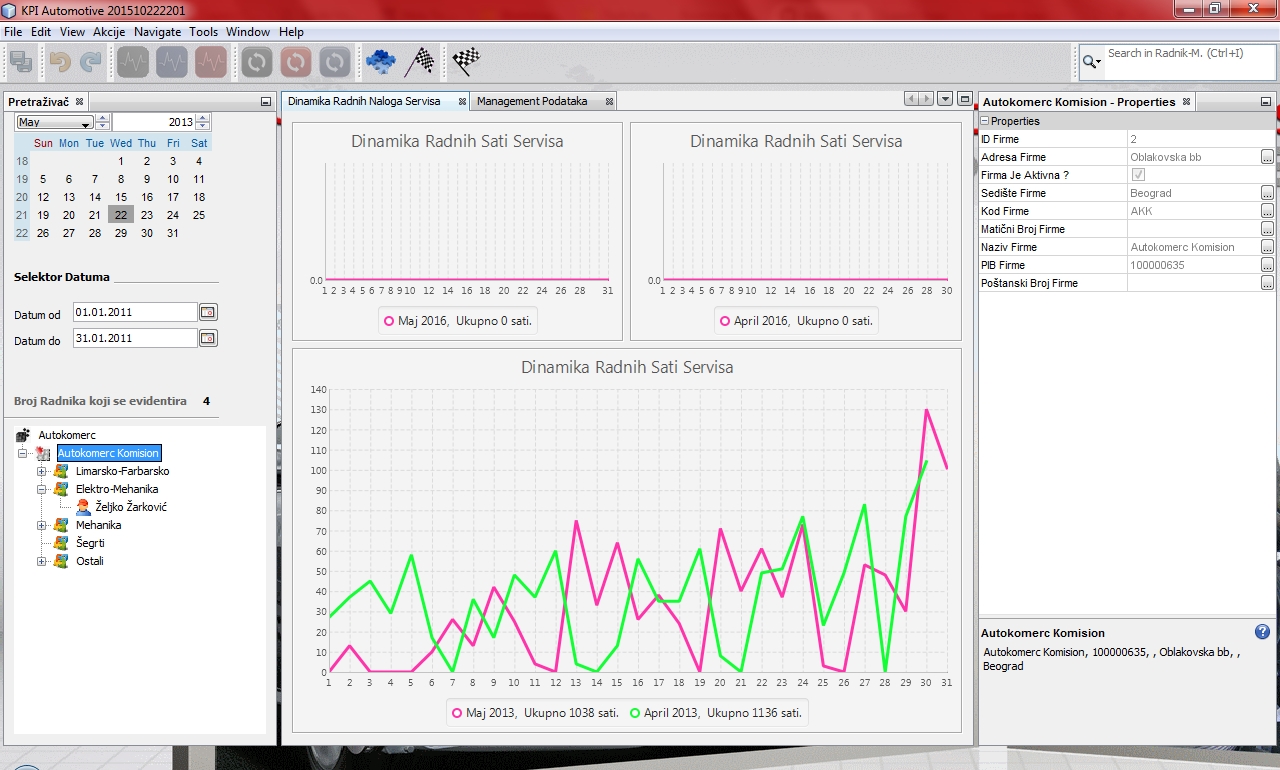 KPI Automotive 201510222201
File Edit View Akcije Navigate Tools Window Help
Search in Radnik-M. (Ctrl+I)
Pretraživač
May 2013
Sun Mon Tue Wed Thu Fri Sat
18 1 2 3 4
19 5 6 7 8 9 10 11
20 12 13 14 15 16 17 18
21 19 20 21 22 23 24 25
22 26 27 28 29 30 31
Selektor Datuma
Datum od 01.01.2011
Datum do 31.01.2011
Broj Radnika koji se evidentira 4
Autokomerc
Autokomerc Komision
Limarsko-Farbarsko
Elektro-Mehanika
Željko Žarković
Mehanika
Šegrti
Ostali
Dinamika Radnih Naloga Servisa Management Podataka
Dinamika Radnih Sati Servisa
0.0
1 2 3 4 5 6 7 8 9 10 12 14 16 18 20 22 24 26 28 31
Maj 2016, Ukupno 0 sati.
Dinamika Radnih Sati Servisa
0.0
1 2 3 4 5 6 7 8 9 10 12 14 16 18 20 22 24 26 28 30
April 2016, Ukupno 0 sati.
Dinamika Radnih Sati Servisa
140
130
120
110
100
90
80
70
60
50
40
30
20
10
0
1 2 3 4 5 6 7 8 9 10 11 12 13 14 15 16 17 18 19 20 21 22 23 24 25 26 27 28 29 30 31
Maj 2013, Ukupno 1038 sati. April 2013, Ukupno 1136 sati.
Autokomerc Komision - Properties
Properties
ID Firme 2
Adresa Firme Oblakovska bb ...
Firma Je Aktivna ?
Sedište Firme Beograd ...
Kod Firme AKK ...
Matični Broj Firme ...
Naziv Firme Autokomerc Komision ...
PIB Firme 100000635 ...
Poštanski Broj Firme ...
Autokomerc Komision ?
Autokomerc Komision, 100000635, , Oblakovska bb, ,
Beograd